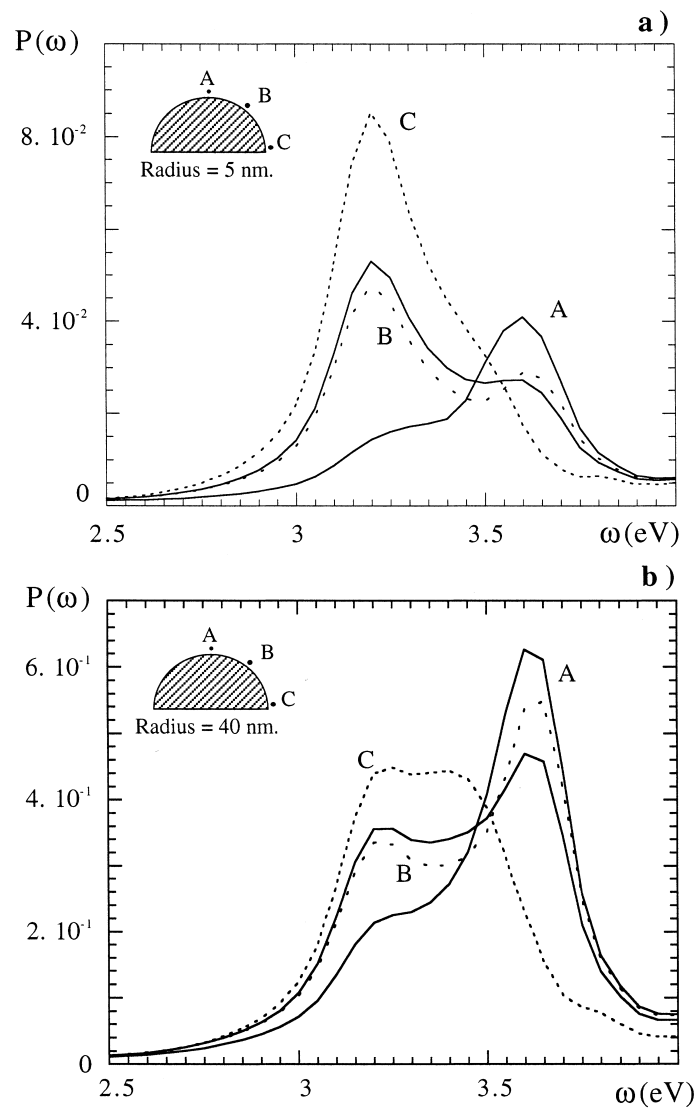 a )
P(ω)
A
B
C
Radius = 5 nm.
C
8. 10⁻²
4. 10⁻²
A
B
0
2.5 3 3.5 ω(eV)
b )
P(ω)
A
B
C
Radius = 40 nm.
6. 10⁻¹
A
C
4. 10⁻¹
B
2. 10⁻¹
0
2.5 3 3.5 ω(eV)